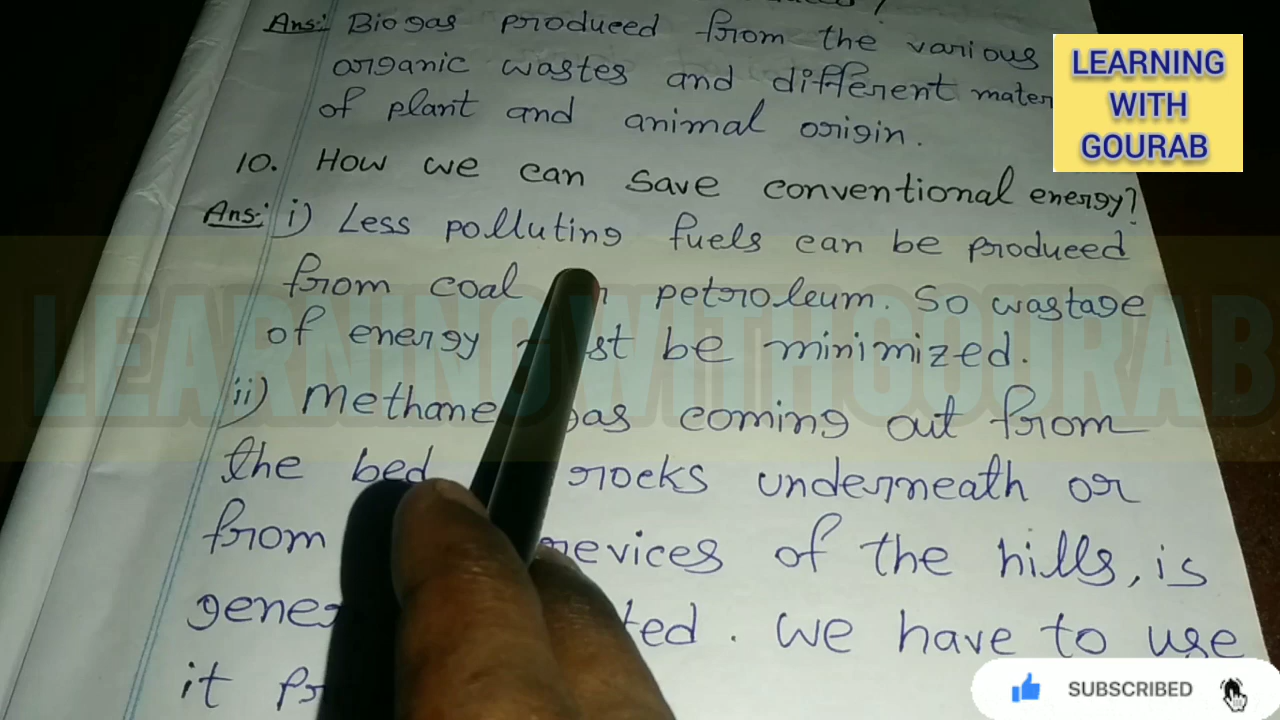 Ans: Biogas produced from the various
organic wastes and different
of plant and animal origin.
10. How we can save conventional energy?
Ans: i) Less polluting fuels can be produced
from coal petroleum. So wastage
of energy be minimized.
ii) Methane gas coming out from
the bed rocks underneath or
from of the hills, is
We have to use
it
LEARNING
WITH
GOURAB
LEARNINGWITHGOURAB
SUBSCRIBED